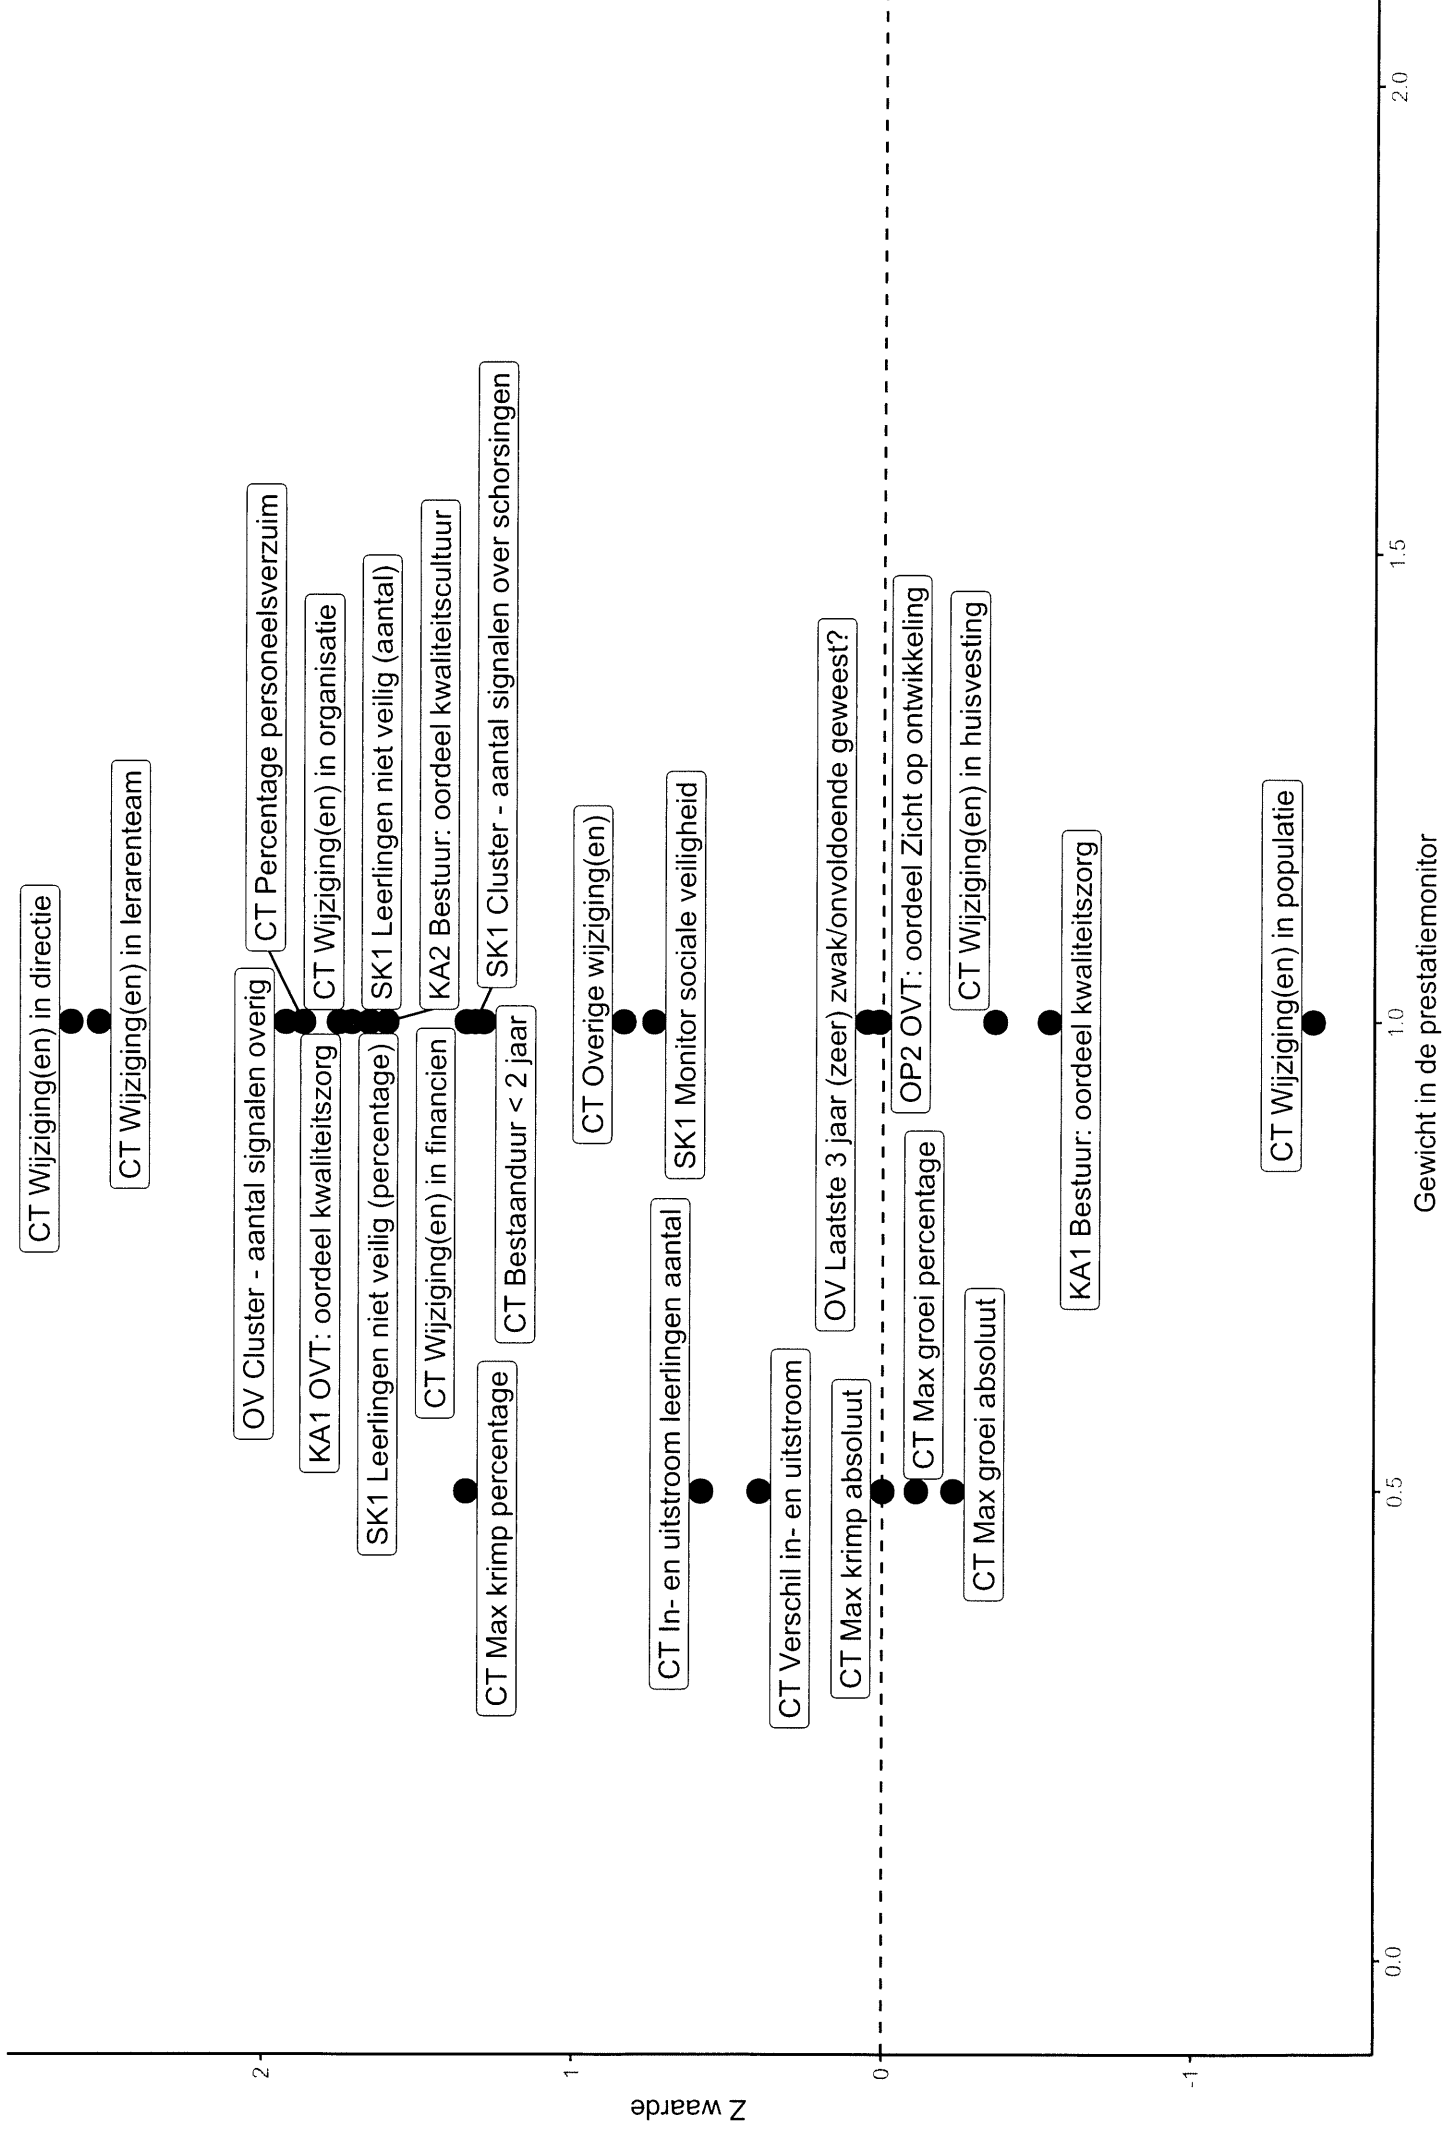 CT Wijziging(en) in directie
CT Wijziging(en) in lerarenteam
CT Percentage personeelsverzuim
OV Cluster - aantal signalen overig
CT Wijziging(en) in organisatie
KA1 OVT: oordeel kwaliteitszorg
SK1 Leerlingen niet veilig (aantal)
SK1 Leerlingen niet veilig (percentage)
KA2 Bestuur: oordeel kwaliteitscultuur
CT Wijziging(en) in financien
SK1 Cluster - aantal signalen over schorsingen
CT Bestaanduur < 2 jaar
CT Max krimp percentage
CT Overige wijziging(en)
SK1 Monitor sociale veiligheid
CT In- en uitstroom leerlingen aantal
CT Verschil in- en uitstroom
OV Laatste 3 jaar (zeer) zwak/onvoldoende geweest?
CT Max krimp absoluut
OP2 OVT: oordeel Zicht op ontwikkeling
CT Max groei percentage
CT Wijziging(en) in huisvesting
CT Max groei absoluut
KA1 Bestuur: oordeel kwaliteitszorg
CT Wijziging(en) in populatie
2
1
0
-1
Z waarde
0.0
0.5
1.0
1.5
2.0
Gewicht in de prestatiemonitor